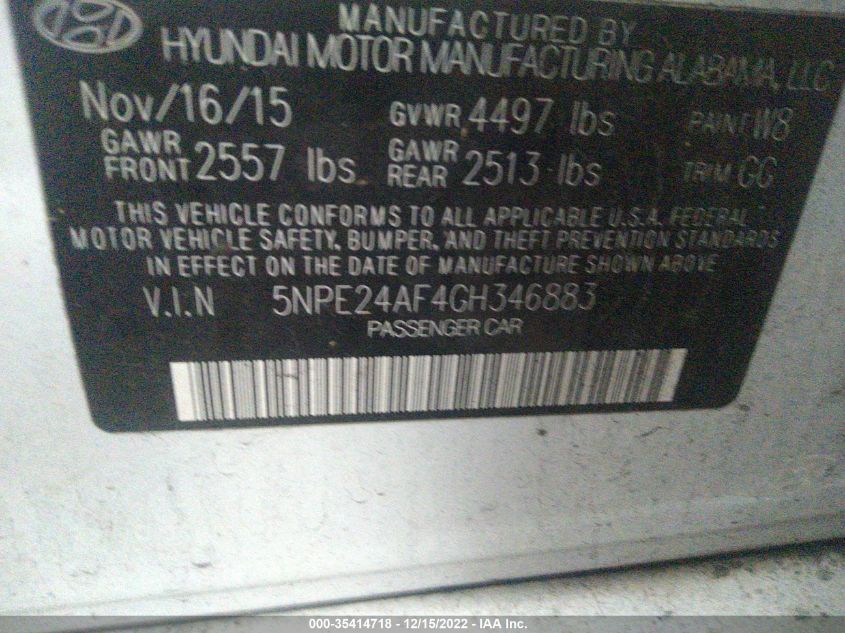 MANUFACTURED BY
HYUNDAI MOTOR MANUFACTURING ALABAMA, LLC
Nov/16/15 GVWR 4497 lbs PAINT W8
GAWR FRONT 2557 lbs GAWR REAR 2513 lbs TRIM GG
THIS VEHICLE CONFORMS TO ALL APPLICABLE U.S.A. FEDERAL
MOTOR VEHICLE SAFETY, BUMPER, AND THEFT PREVENTION STANDARDS
IN EFFECT ON THE DATE OF MANUFACTURE SHOWN ABOVE
V.I.N 5NPE24AF4GH346883
PASSENGER CAR
000-35414718 - 12/15/2022 - IAA Inc.